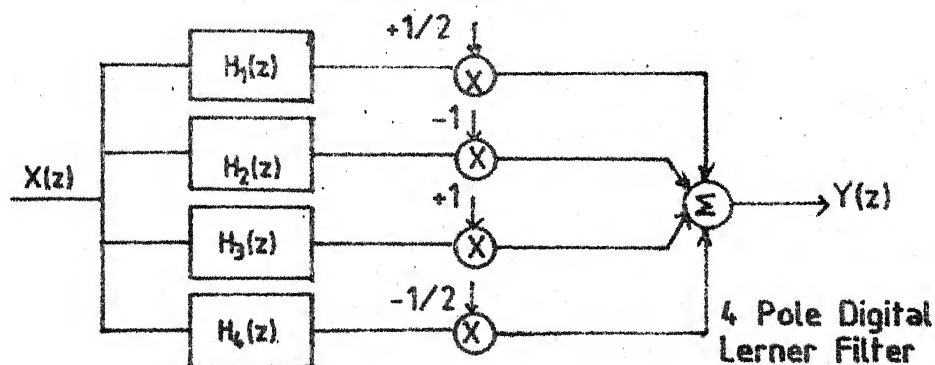 +1/2
H₁(z)
X
-1
H₂(z)
X
X(z)
Σ
Y(z)
+1
H₃(z)
X
-1/2
H₄(z)
X
4 Pole Digital
Lerner Filter